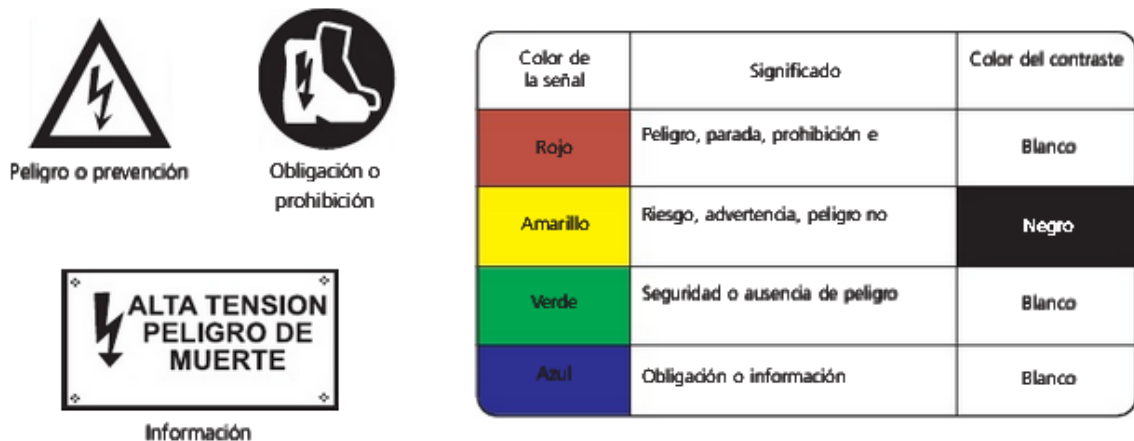 Peligro o prevención
Obligación o
prohibición
ALTA TENSION
PELIGRO DE
MUERTE
Información
Color de
la señal
Significado
Color del contraste
Rojo
Peligro, parada, prohibición e
Blanco
Amarillo
Riesgo, advertencia, peligro no
Negro
Verde
Seguridad o ausencia de peligro
Blanco
Azul
Obligación o información
Blanco